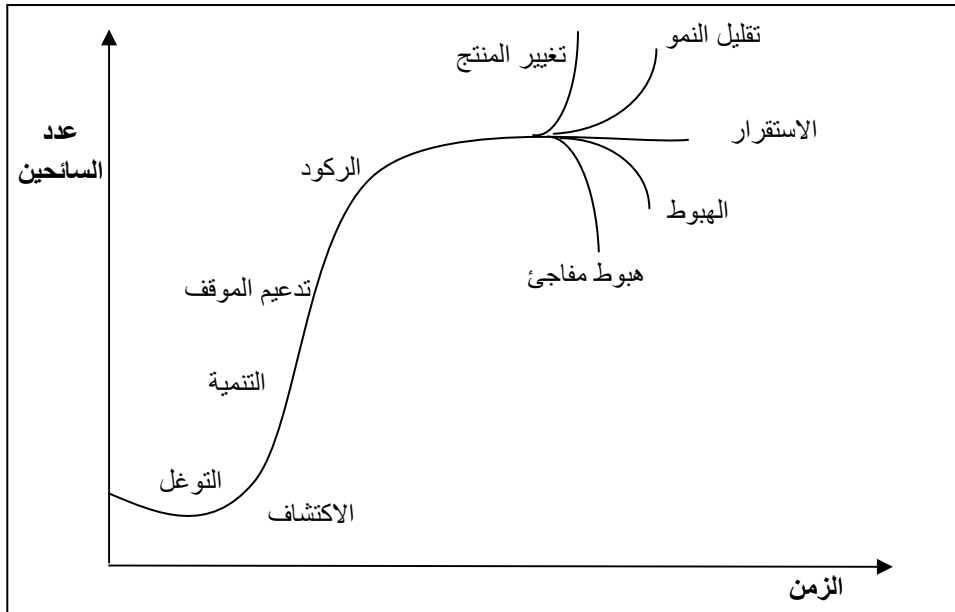 تقليل النمو
تغيير المنتج
الاستقرار
عدد
السائحين
الركود
الهبوط
هبوط مفاجئ
تدعيم الموقف
التنمية
التوغل
الاكتشاف
الزمن